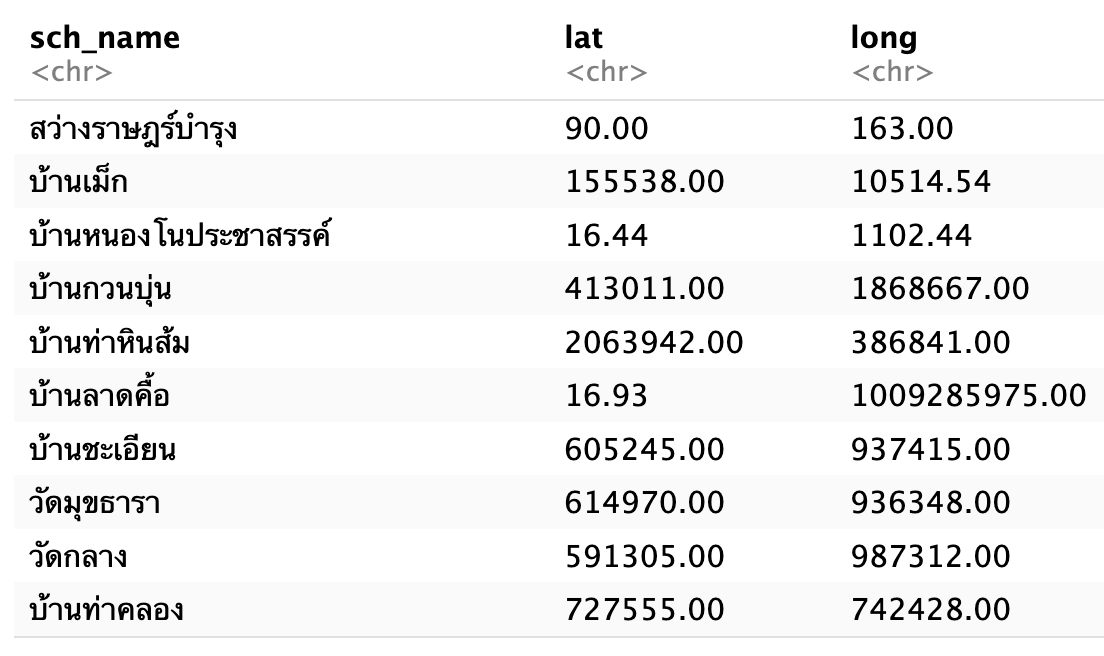 sch_name lat long
<chr> <chr> <chr>
สว่างราษฎร์บำรุง 90.00 163.00
บ้านเม็ก 155538.00 10514.54
บ้านหนองโนประชาสรรค์ 16.44 1102.44
บ้านกวนบุ่น 413011.00 1868667.00
บ้านท่าหินส้ม 2063942.00 386841.00
บ้านลาดคื้อ 16.93 1009285975.00
บ้านชะเอียน 605245.00 937415.00
วัดมุขธารา 614970.00 936348.00
วัดกลาง 591305.00 987312.00
บ้านท่าคลอง 727555.00 742428.00